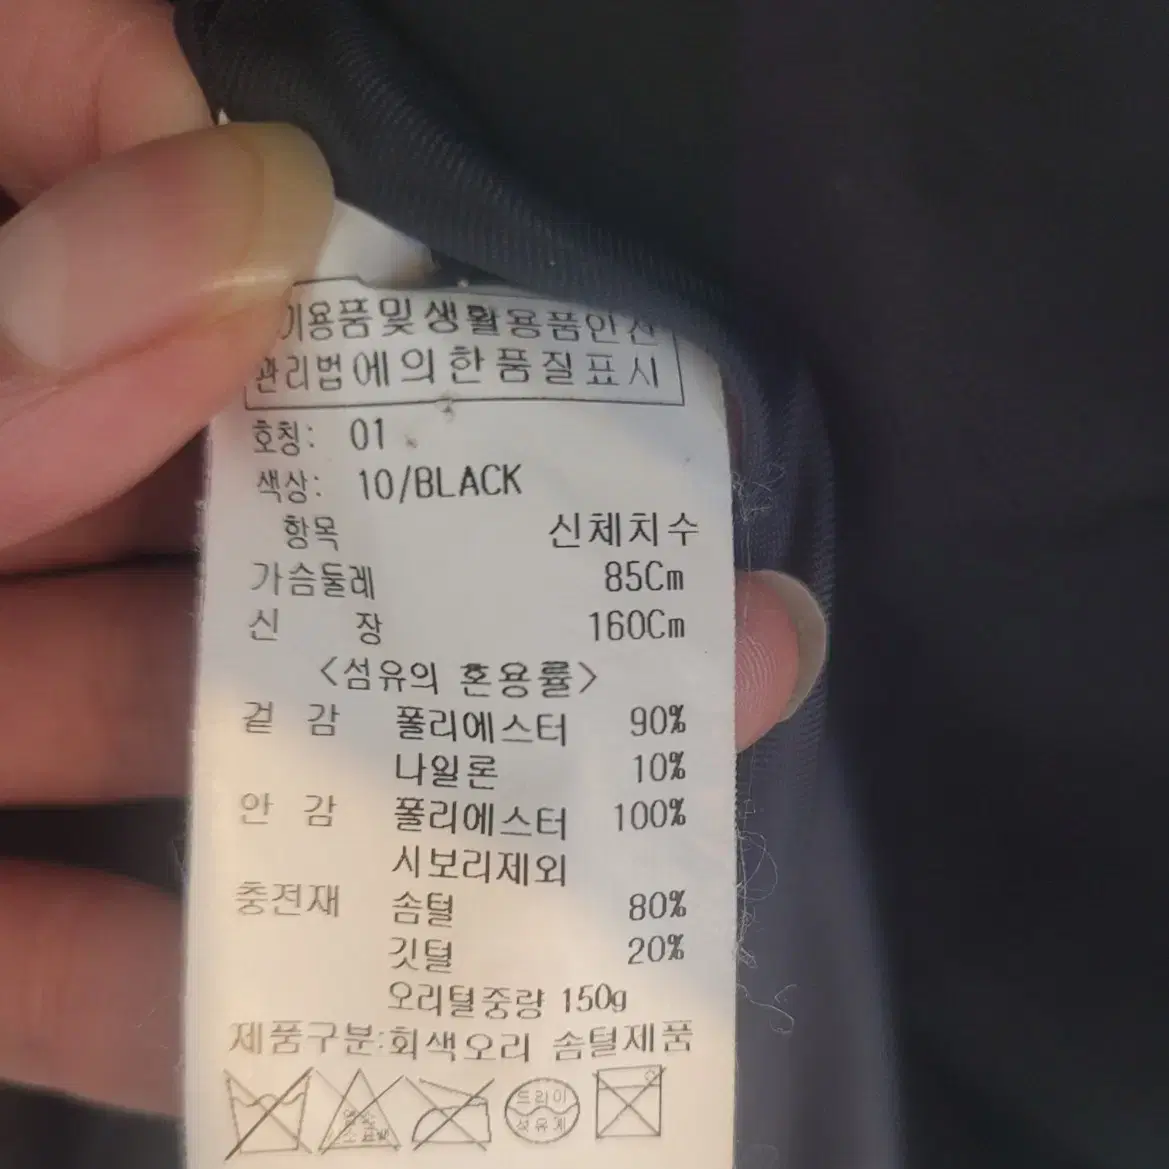 이용품및생활용품안전
관리법에의한품질표시
호칭: 01
색상: 10/BLACK
항목 신체치수
가슴둘레 85Cm
신 장 160Cm
<섬유의 혼용률>
겉 감 폴리에스터 90%
나일론 10%
안 감 폴리에스터 100%
시보리제외
충전재 솜털 80%
깃털 20%
오리털중량 150g
제품구분:회색오리 솜털제품
드라이
석유계